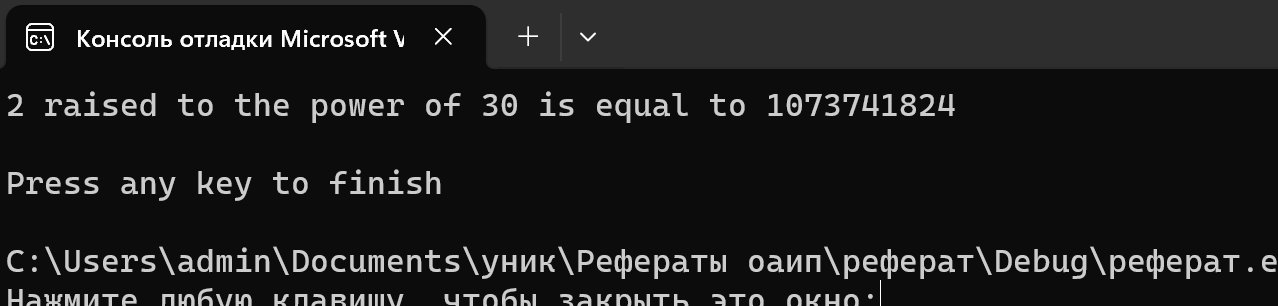 Консоль отладки Microsoft V
2 raised to the power of 30 is equal to 1073741824
Press any key to finish
C:\Users\admin\Documents\уник\Рефераты оаип\реферат\Debug\реферат.e
Нажмите любую клавишу, чтобы закрыть это окно: